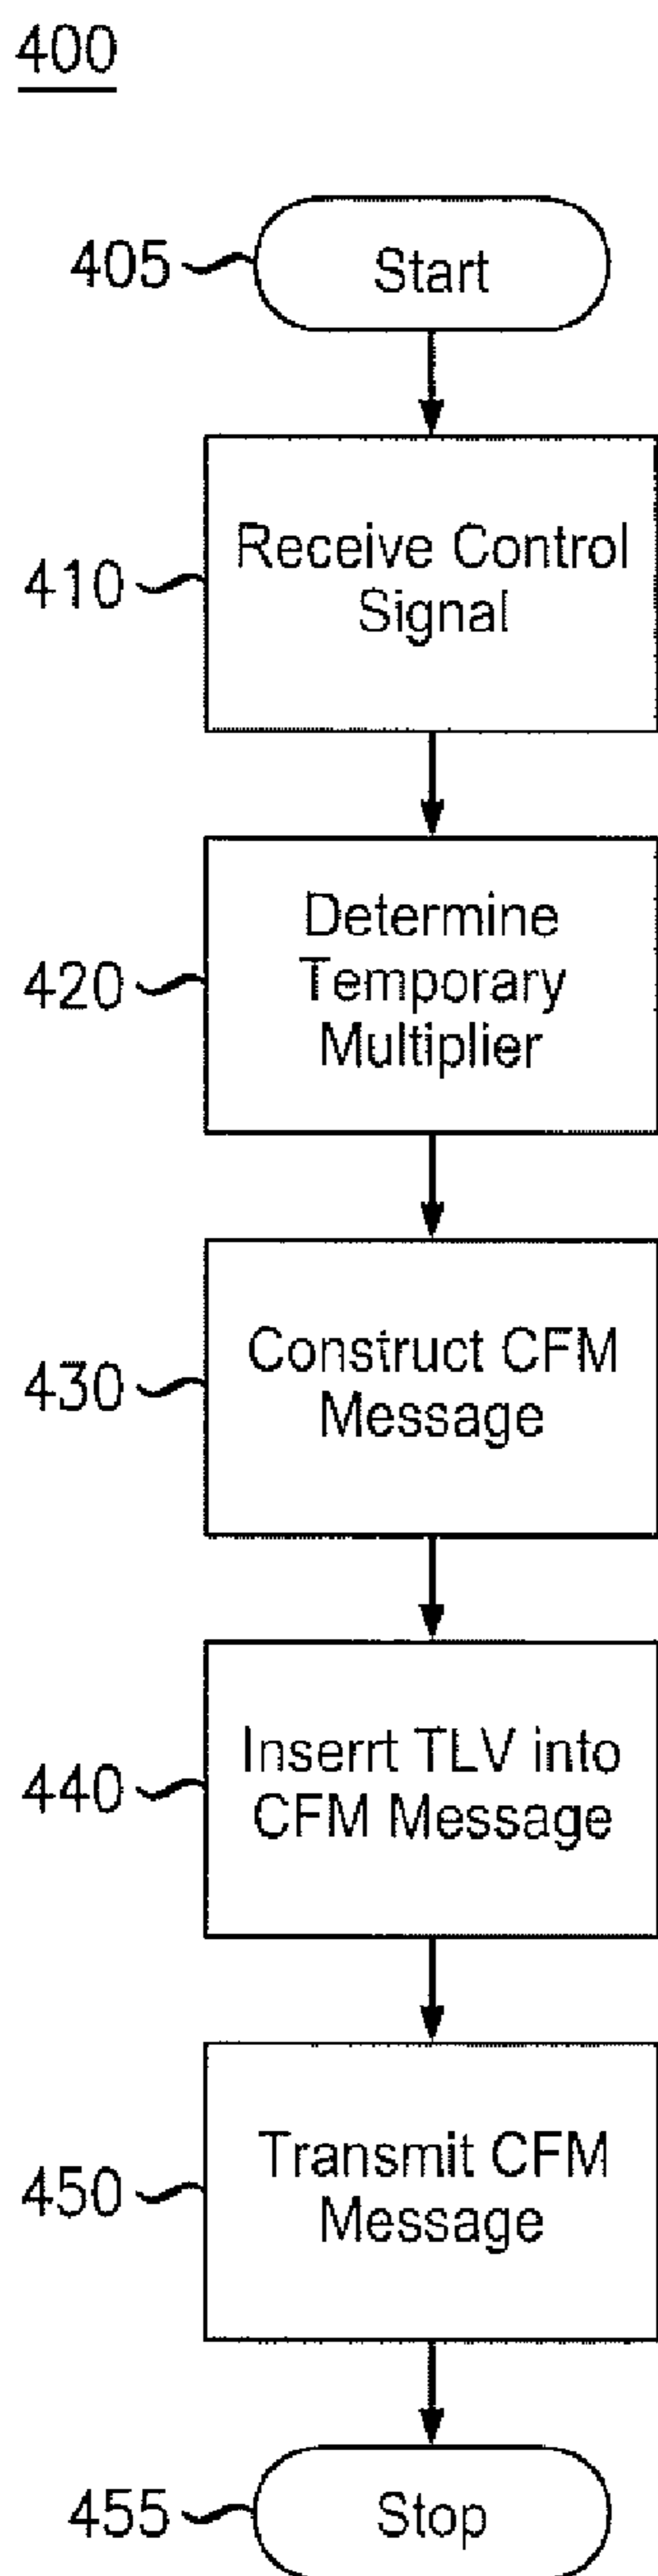 400
405
Start
410
Receive Control
Signal
420
Determine
Temporary
Multiplier
430
Construct CFM
Message
440
Inserrt TLV into
CFM Message
450
Transmit CFM
Message
455
Stop